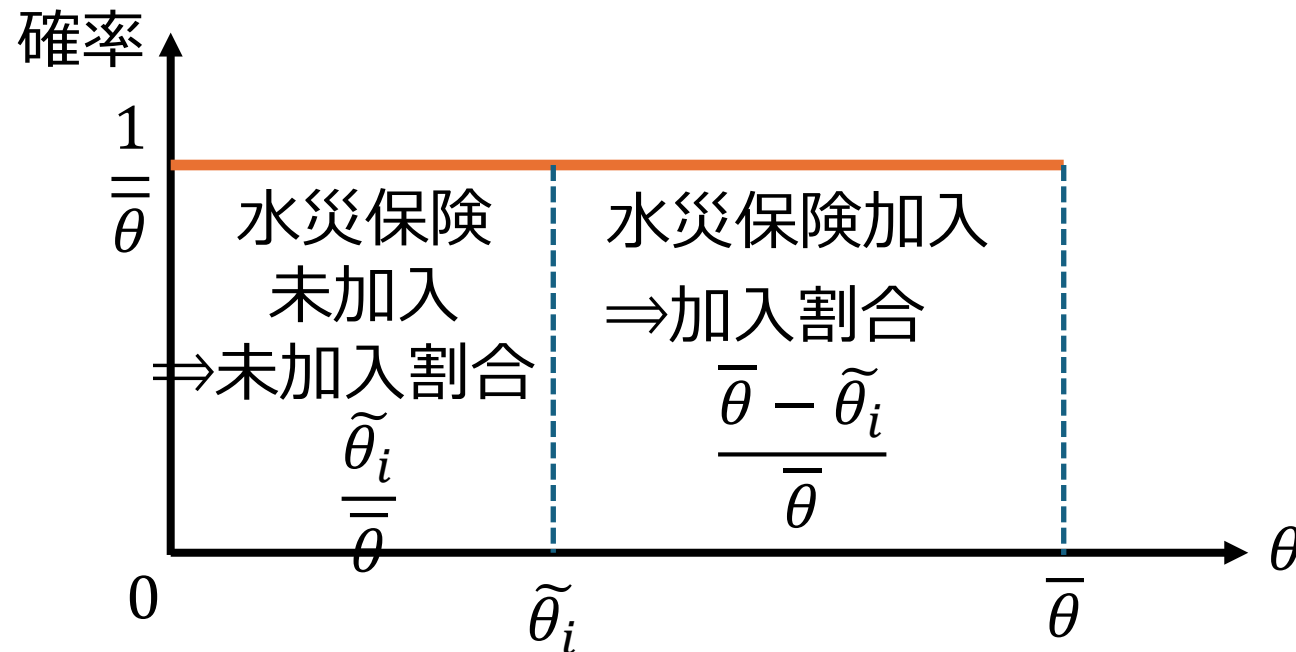 確率
1
θ̅
水災保険
未加入
⇒未加入割合
θ̃ᵢ
θ̅
水災保険加入
⇒加入割合
θ̅ − θ̃ᵢ
θ̅
0
θ̃ᵢ
θ̅
θ